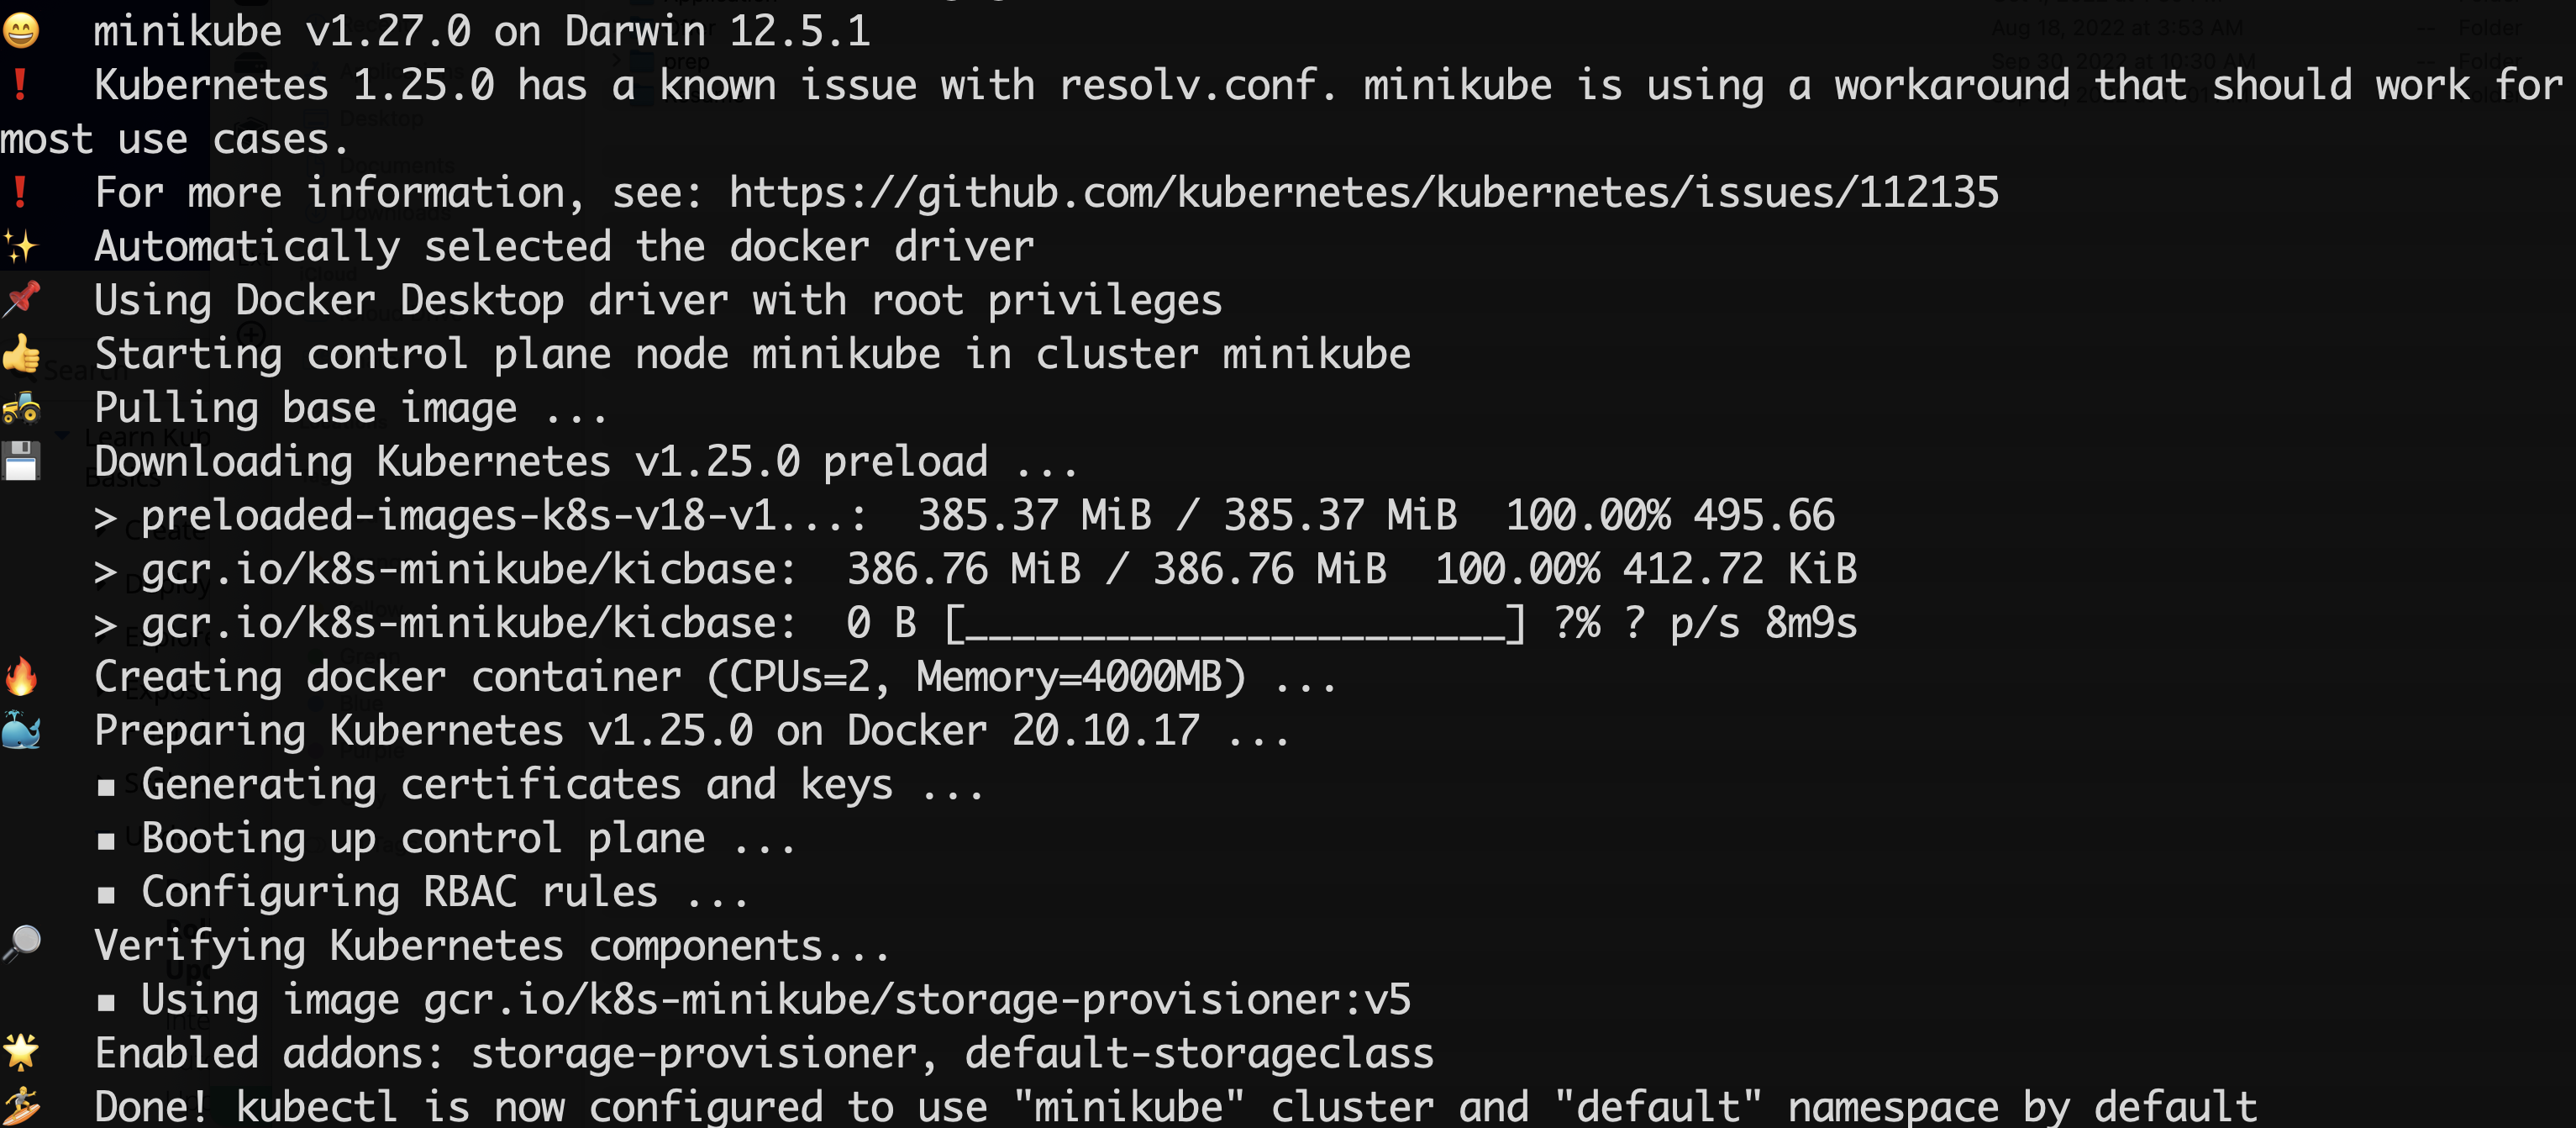 😄 minikube v1.27.0 on Darwin 12.5.1
❗ Kubernetes 1.25.0 has a known issue with resolv.conf. minikube is using a workaround that should work for
most use cases.
❗ For more information, see: https://github.com/kubernetes/kubernetes/issues/112135
✨ Automatically selected the docker driver
📌 Using Docker Desktop driver with root privileges
👍 Starting control plane node minikube in cluster minikube
🚜 Pulling base image ...
💾 Downloading Kubernetes v1.25.0 preload ...
> preloaded-images-k8s-v18-v1...:  385.37 MiB / 385.37 MiB  100.00% 495.66
> gcr.io/k8s-minikube/kicbase:  386.76 MiB / 386.76 MiB  100.00% 412.72 KiB
> gcr.io/k8s-minikube/kicbase:  0 B [_______________________] ?% ? p/s 8m9s
🔥 Creating docker container (CPUs=2, Memory=4000MB) ...
🐳 Preparing Kubernetes v1.25.0 on Docker 20.10.17 ...
▪ Generating certificates and keys ...
▪ Booting up control plane ...
▪ Configuring RBAC rules ...
🔎 Verifying Kubernetes components...
▪ Using image gcr.io/k8s-minikube/storage-provisioner:v5
🌟 Enabled addons: storage-provisioner, default-storageclass
🏄 Done! kubectl is now configured to use "minikube" cluster and "default" namespace by default